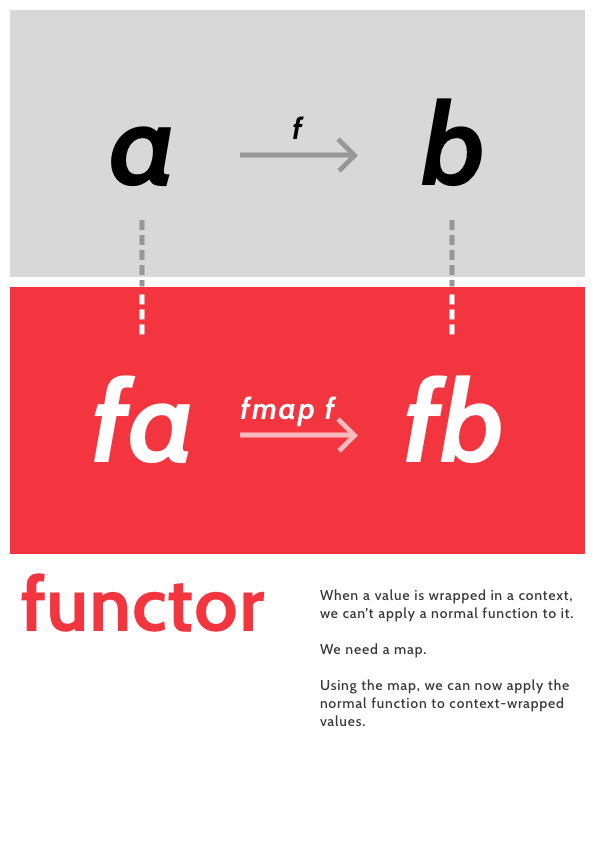 a
f
b
fa
fmap f
fb
functor
When a value is wrapped in a context,
we can’t apply a normal function to it.
We need a map.
Using the map, we can now apply the
normal function to context-wrapped
values.